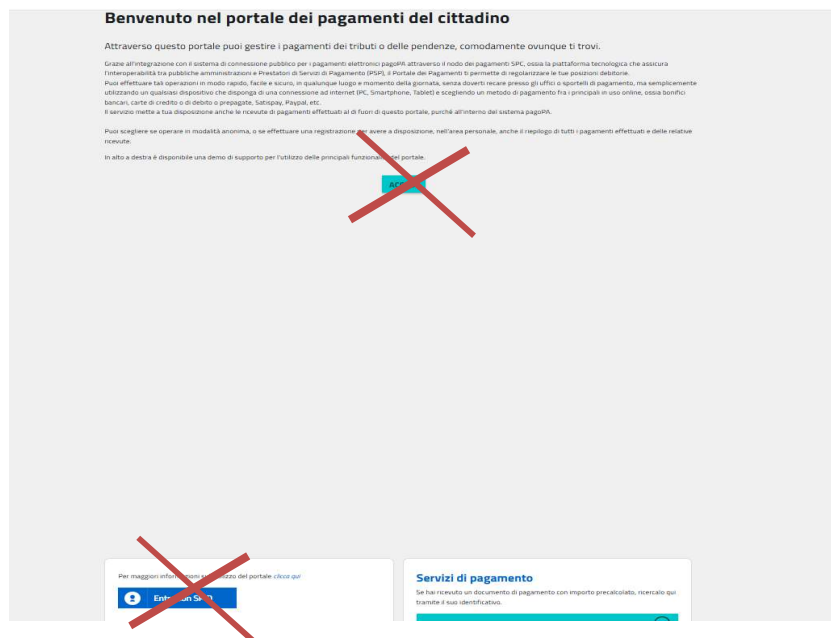 Benvenuto nel portale dei pagamenti del cittadino
Attraverso questo portale puoi gestire i pagamenti dei tributi o delle pendenze, comodamente ovunque ti trovi.
Grazie all'integrazione con il sistema di connessione pubblico per i pagamenti elettronici pagoPA attraverso il nodo dei pagamenti SPC, ossia la piattaforma tecnologica che assicura
l'interoperabilità tra pubbliche amministrazioni e Prestatori di Servizi di Pagamento (PSP), il Portale dei Pagamenti ti permette di regolarizzare le tue posizioni debitorie.
Puoi effettuare tali operazioni in modo rapido, facile e sicuro, in qualunque luogo e momento della giornata, senza doverti recare presso gli uffici o sportelli di pagamento, ma semplicemente
utilizzando un qualsiasi dispositivo che disponga di una connessione ad internet (PC, Smartphone, Tablet) e scegliendo un metodo di pagamento fra i principali in uso online, ossia bonifici
bancari, carte di credito o di debito o prepagate, Satispay, Paypal, etc.
Il servizio mette a tua disposizione anche le ricevute di pagamenti effettuati al di fuori di questo portale, purché all'interno del sistema pagoPA.
Puoi scegliere se operare in modalità anonima, o se effettuare una registrazione per avere a disposizione, nell'area personale, anche il riepilogo di tutti i pagamenti effettuati e delle relative
ricevute.
In alto a destra è disponibile una demo di supporto per l'utilizzo delle principali funzionalità del portale.
Per maggiori informazioni sull'utilizzo del portale clicca qui
Entra con SPID
Servizi di pagamento
Se hai ricevuto un documento di pagamento con importo precalcolato, ricercalo qui
tramite il suo identificativo.